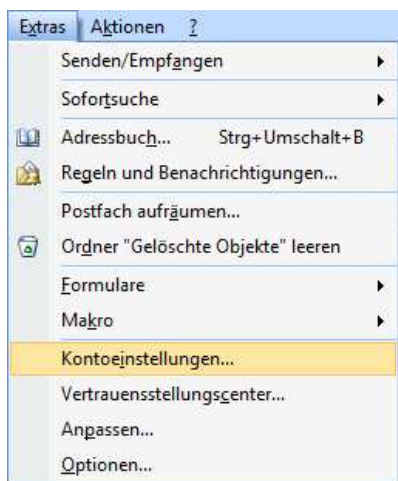 Extras Aktionen ?
Senden/Empfangen
Sofortsuche
Adressbuch... Strg+Umschalt+B
Regeln und Benachrichtigungen...
Postfach aufräumen...
Ordner "Gelöschte Objekte" leeren
Formulare
Makro
Kontoeinstellungen...
Vertrauensstellungscenter...
Anpassen...
Optionen...